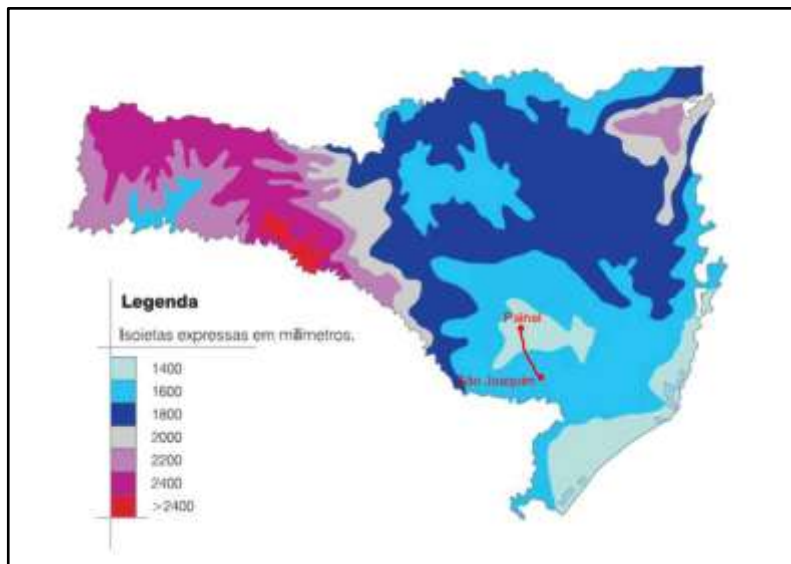 Painel
São Joaquim
Legenda
Isoietas expressas em milímetros.
1400
1600
1800
2000
2200
2400
>2400